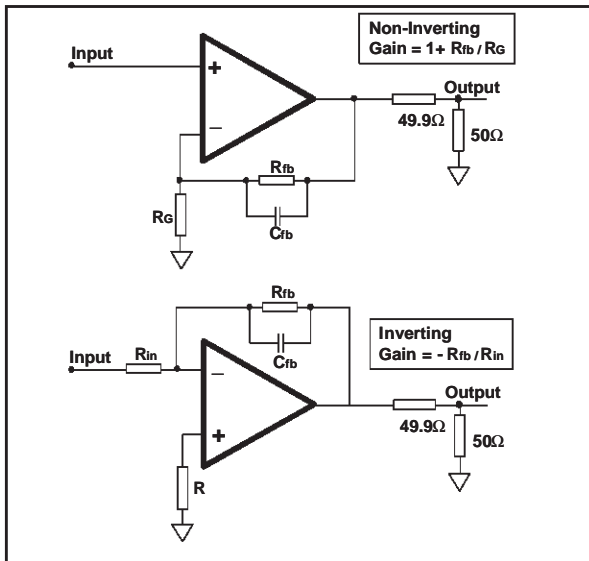 Non-Inverting
Gain = 1+ Rfb / RG
Input
+
Output
49.9Ω
50Ω
−
Rfb
RG
Cfb
Rfb
Inverting
Gain = - Rfb / Rin
Input
Rin
Cfb
−
Output
49.9Ω
50Ω
+
R